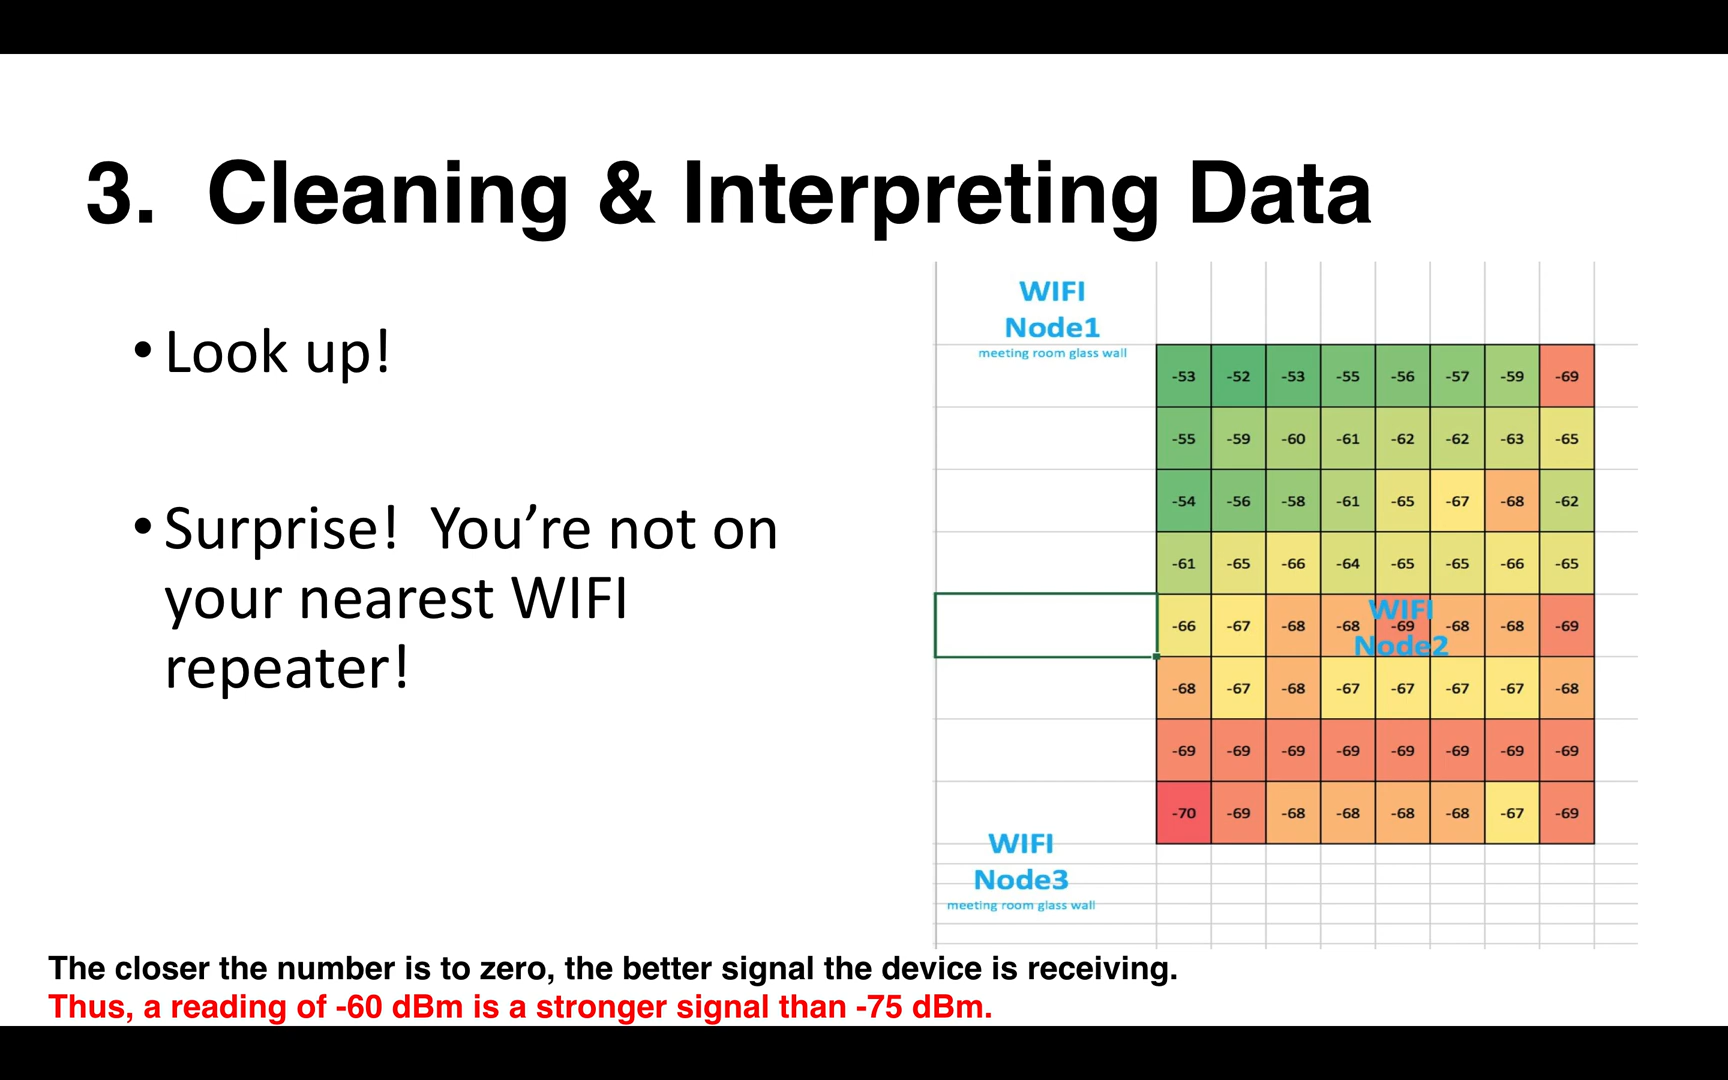 3. Cleaning & Interpreting Data
•Look up!
•Surprise! You’re not on
your nearest WIFI
repeater!
WIFI
Node1
meeting room glass wall
-53 -52 -53 -55 -56 -57 -59 -69
-55 -59 -60 -61 -62 -62 -63 -65
-54 -56 -58 -61 -65 -67 -68 -62
-61 -65 -66 -64 -65 -65 -66 -65
-66 -67 -68 -68 -69 -68 -68 -69
WIFI
Node2
-68 -67 -68 -67 -67 -67 -67 -68
-69 -69 -69 -69 -69 -69 -69 -69
-70 -69 -68 -68 -68 -68 -67 -69
WIFI
Node3
meeting room glass wall
The closer the number is to zero, the better signal the device is receiving.
Thus, a reading of -60 dBm is a stronger signal than -75 dBm.